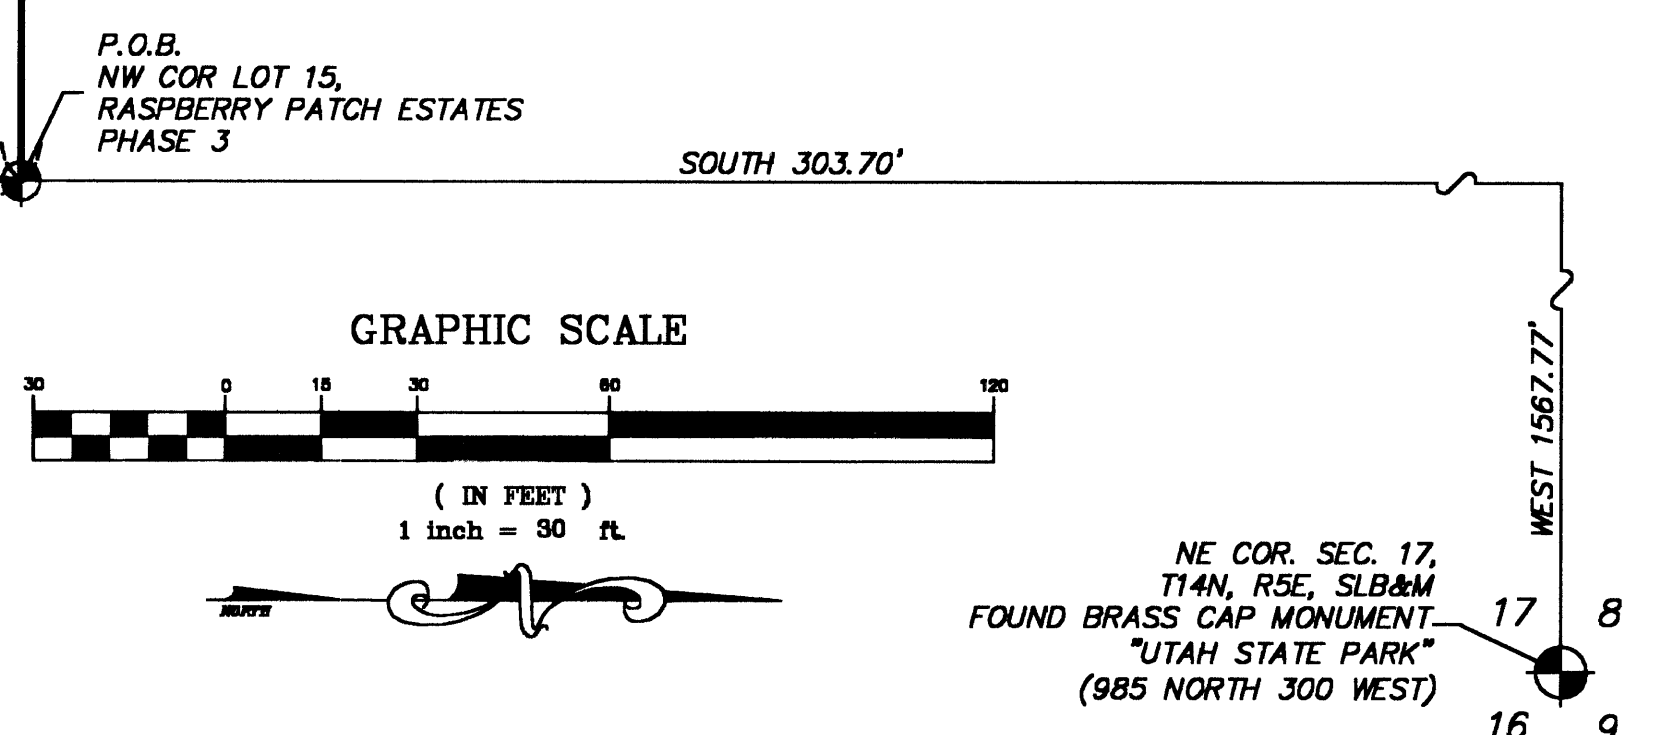 P.O.B.
NW COR LOT 15,
RASPBERRY PATCH ESTATES
PHASE 3
SOUTH 303.70'
WEST 1567.77'
GRAPHIC SCALE
30 0 15 30 60 120
( IN FEET )
1 inch = 30 ft.
NORTH
NE COR. SEC. 17,
T14N, R5E, SLB&M
FOUND BRASS CAP MONUMENT
"UTAH STATE PARK"
(985 NORTH 300 WEST)
17 8
16 9